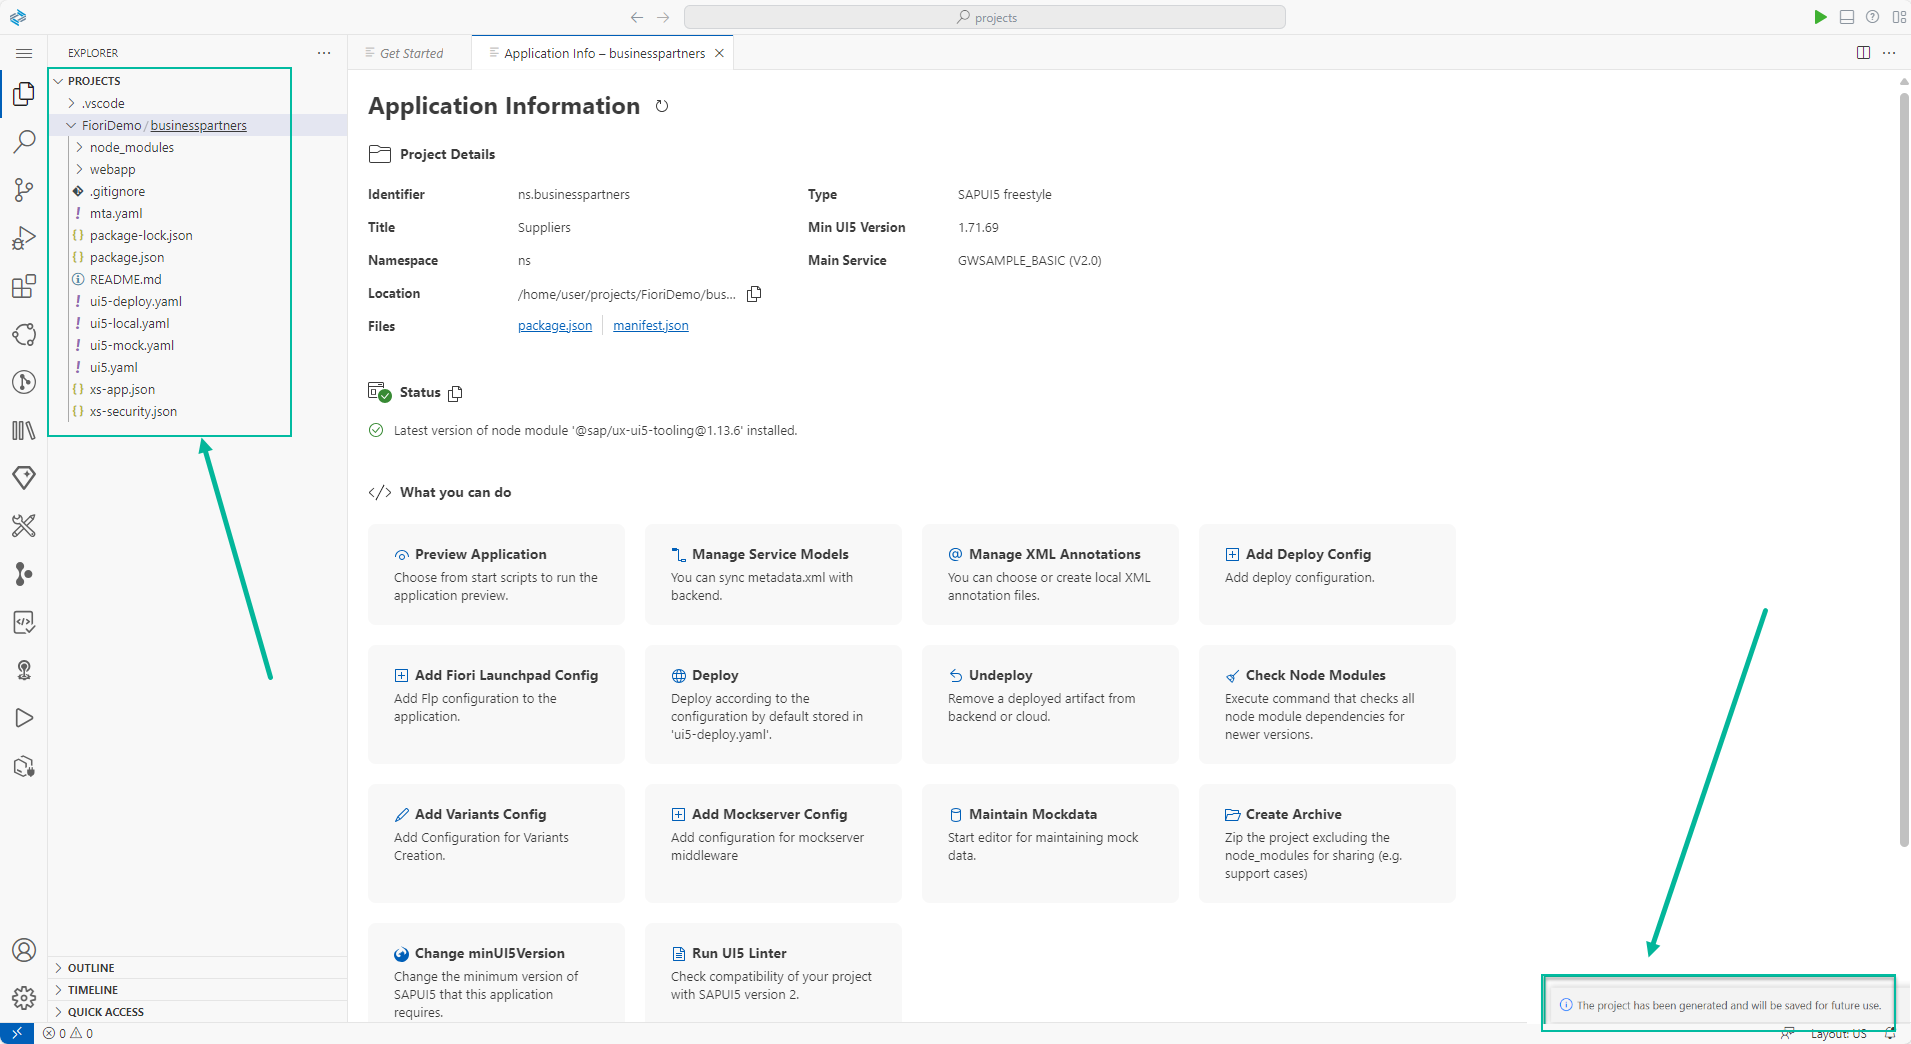 projects
EXPLORER
Get Started
Application Info – businesspartners
PROJECTS
.vscode
FioriDemo / businesspartners
node_modules
webapp
.gitignore
mta.yaml
package-lock.json
package.json
README.md
ui5-deploy.yaml
ui5-local.yaml
ui5-mock.yaml
ui5.yaml
xs-app.json
xs-security.json
OUTLINE
TIMELINE
QUICK ACCESS
Application Information
Project Details
Identifier ns.businesspartners Type SAPUI5 freestyle
Title Suppliers Min UI5 Version 1.71.69
Namespace ns Main Service GWSAMPLE_BASIC (V2.0)
Location /home/user/projects/FioriDemo/bus...
Files package.json manifest.json
Status
Latest version of node module '@sap/ux-ui5-tooling@1.13.6' installed.
</> What you can do
Preview Application
Choose from start scripts to run the
application preview.
Manage Service Models
You can sync metadata.xml with
backend.
@ Manage XML Annotations
You can choose or create local XML
annotation files.
Add Deploy Config
Add deploy configuration.
Add Fiori Launchpad Config
Add Flp configuration to the
application.
Deploy
Deploy according to the
configuration by default stored in
'ui5-deploy.yaml'.
Undeploy
Remove a deployed artifact from
backend or cloud.
Check Node Modules
Execute command that checks all
node module dependencies for
newer versions.
Add Variants Config
Add Configuration for Variants
Creation.
Add Mockserver Config
Add configuration for mockserver
middleware
Maintain Mockdata
Start editor for maintaining mock
data.
Create Archive
Zip the project excluding the
node_modules for sharing (e.g.
support cases)
Change minUI5Version
Change the minimum version of
SAPUI5 that this application
requires.
Run UI5 Linter
Check compatibility of your project
with SAPUI5 version 2.
The project has been generated and will be saved for future use.
0 0
Layout: US